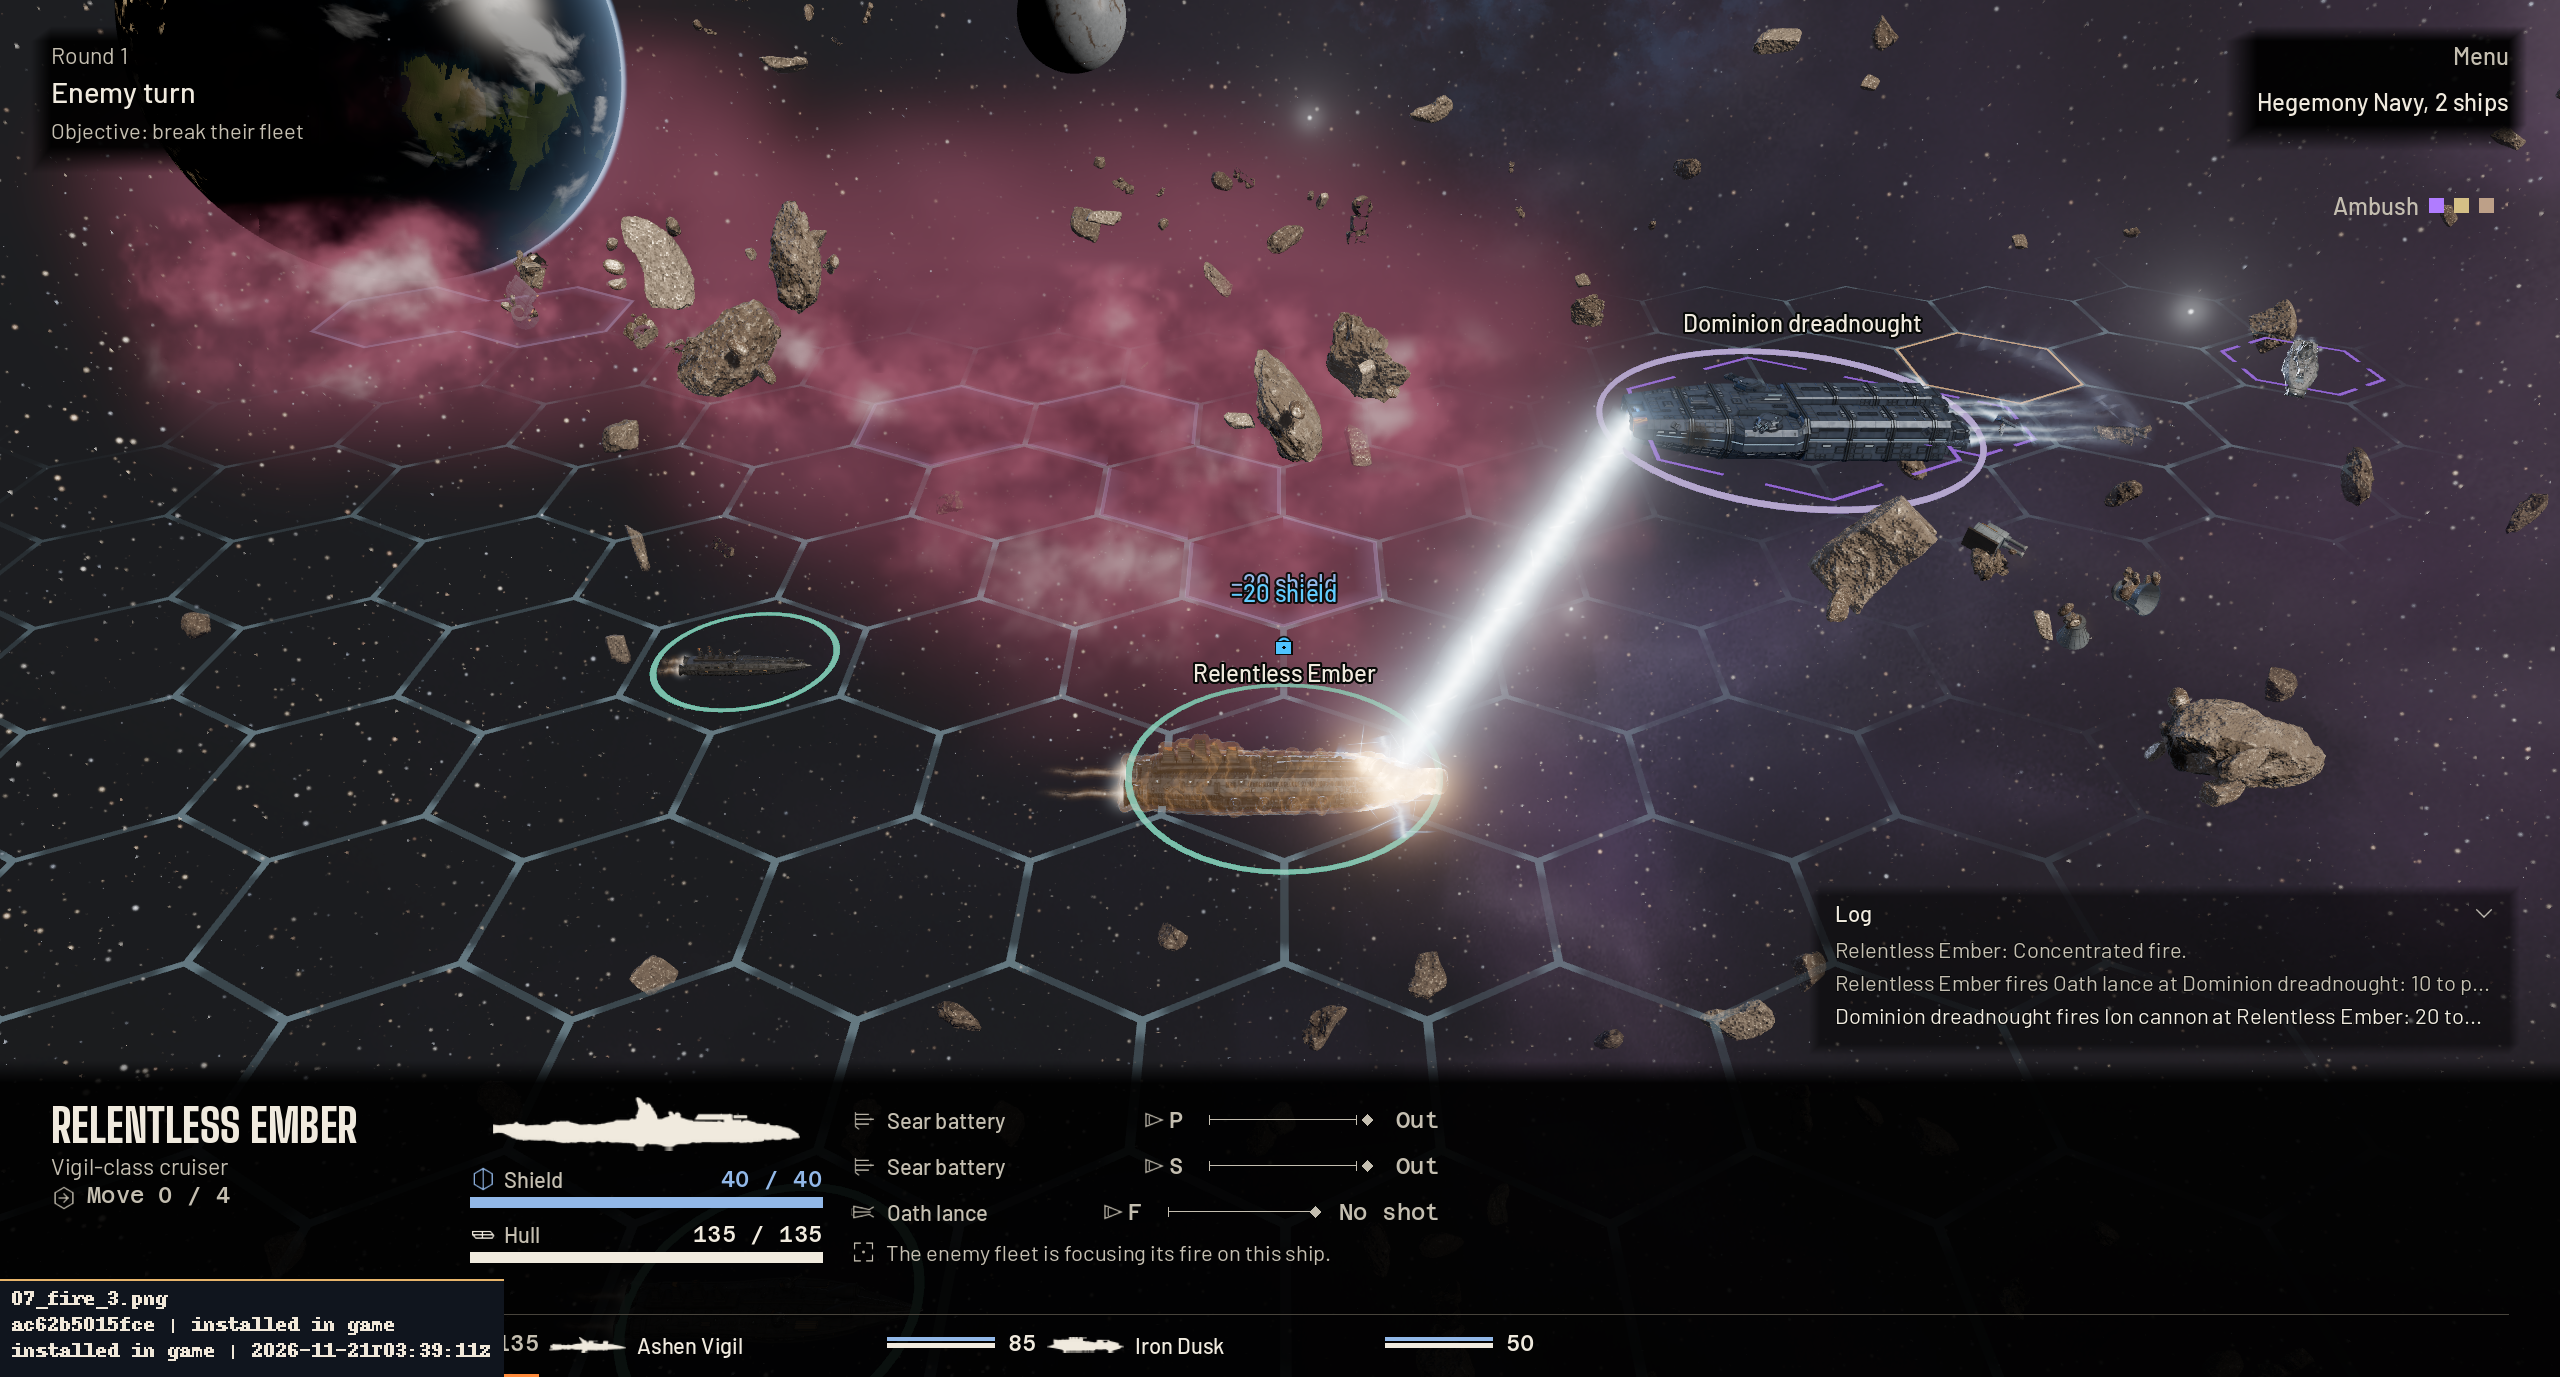 Round 1
Enemy turn
Objective: break their fleet
Menu
Hegemony Navy, 2 ships
Ambush
Dominion dreadnought
−20 shield
−20 shield
Relentless Ember
Log
Relentless Ember: Concentrated fire.
Relentless Ember fires Oath lance at Dominion dreadnought: 10 to p...
Dominion dreadnought fires Ion cannon at Relentless Ember: 20 to...
RELENTLESS EMBER
Vigil-class cruiser
Move 0 / 4
Shield 40 / 40
Hull 135 / 135
Sear battery P Out
Sear battery S Out
Oath lance F No shot
The enemy fleet is focusing its fire on this ship.
07_fire_3.png
ac62b5015fce | installed in game
installed in game | 2026-11-21T03:39:11Z
135 Ashen Vigil 85 Iron Dusk 50